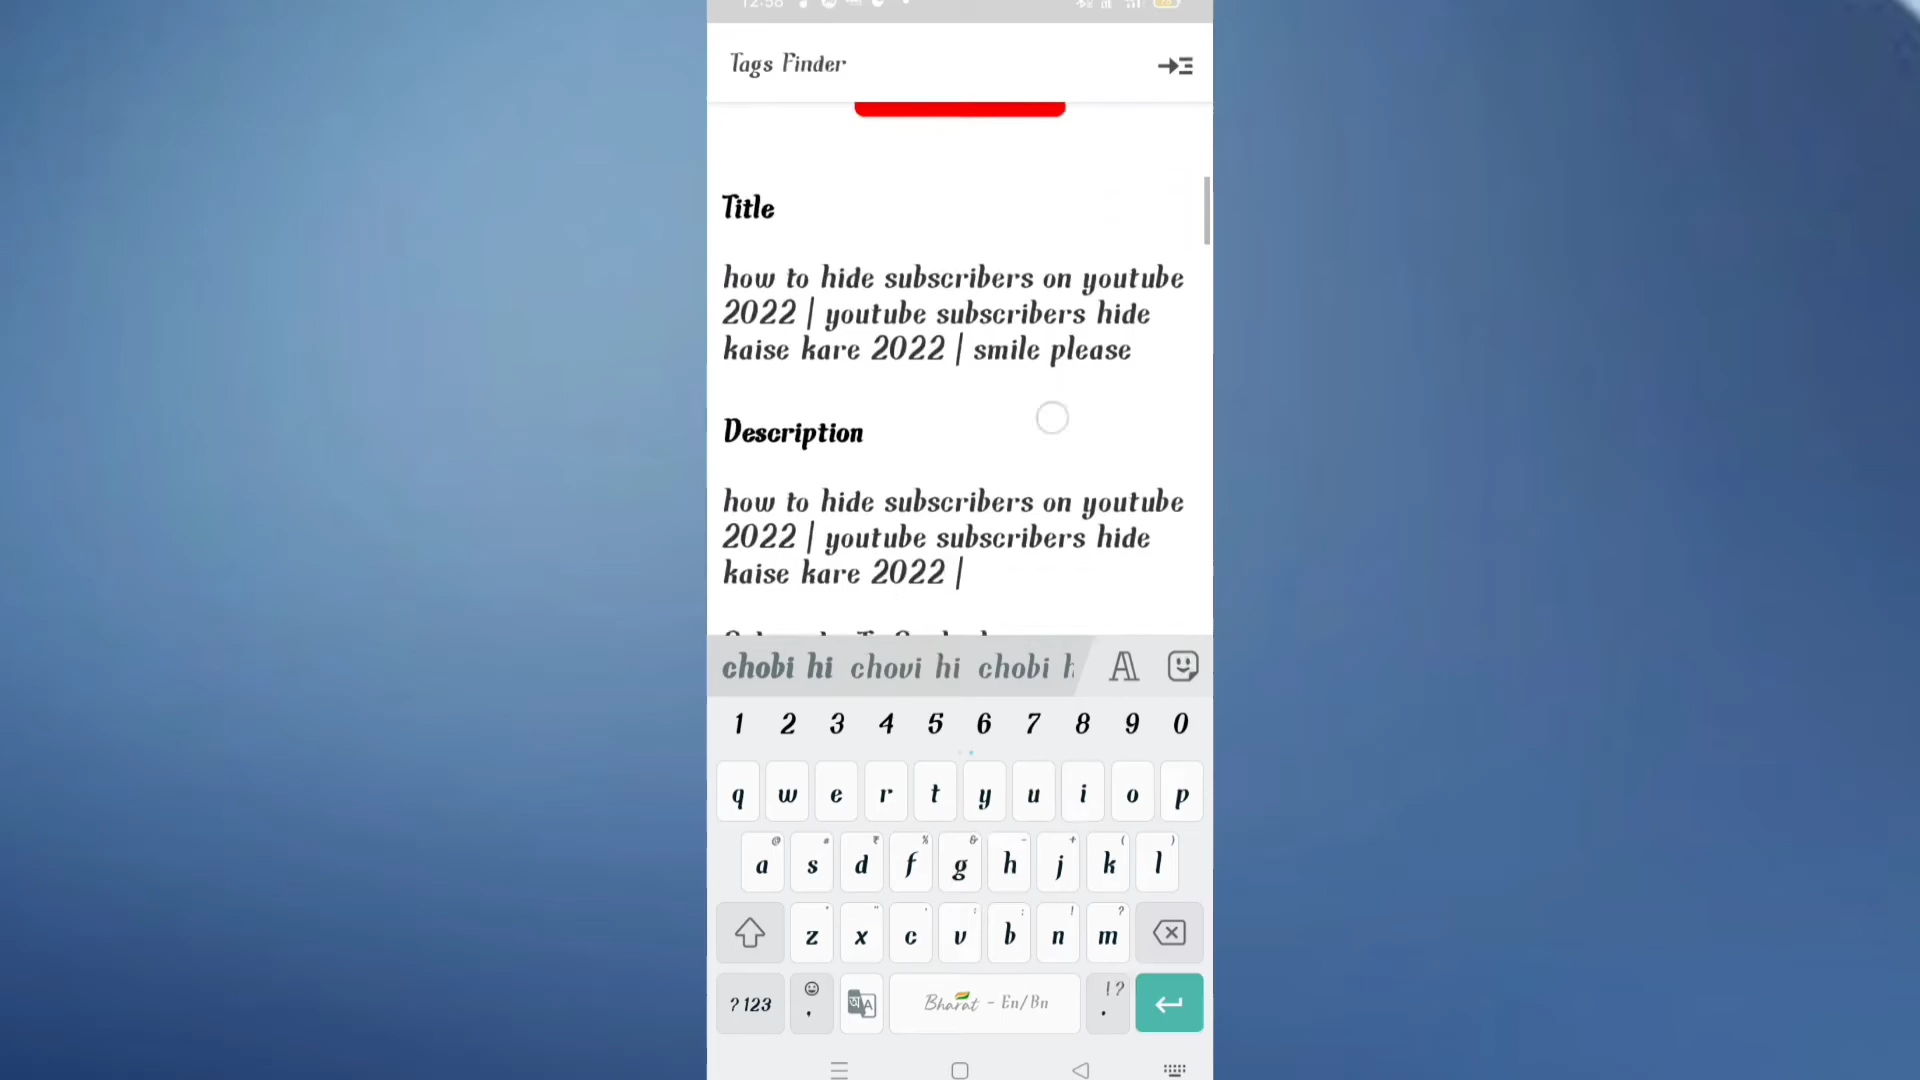 12:58
Tags Finder
Title
how to hide subscribers on youtube
2022 | youtube subscribers hide
kaise kare 2022 | smile please
Description
how to hide subscribers on youtube
2022 | youtube subscribers hide
kaise kare 2022 |
chobi hi chovi hi chobi h
1 2 3 4 5 6 7 8 9 0
q w e r t y u i o p
@ # ₹ % & - + ( )
a s d f g h j k l
z x c v b n m
?123 , Bharat - En/Bn !? .